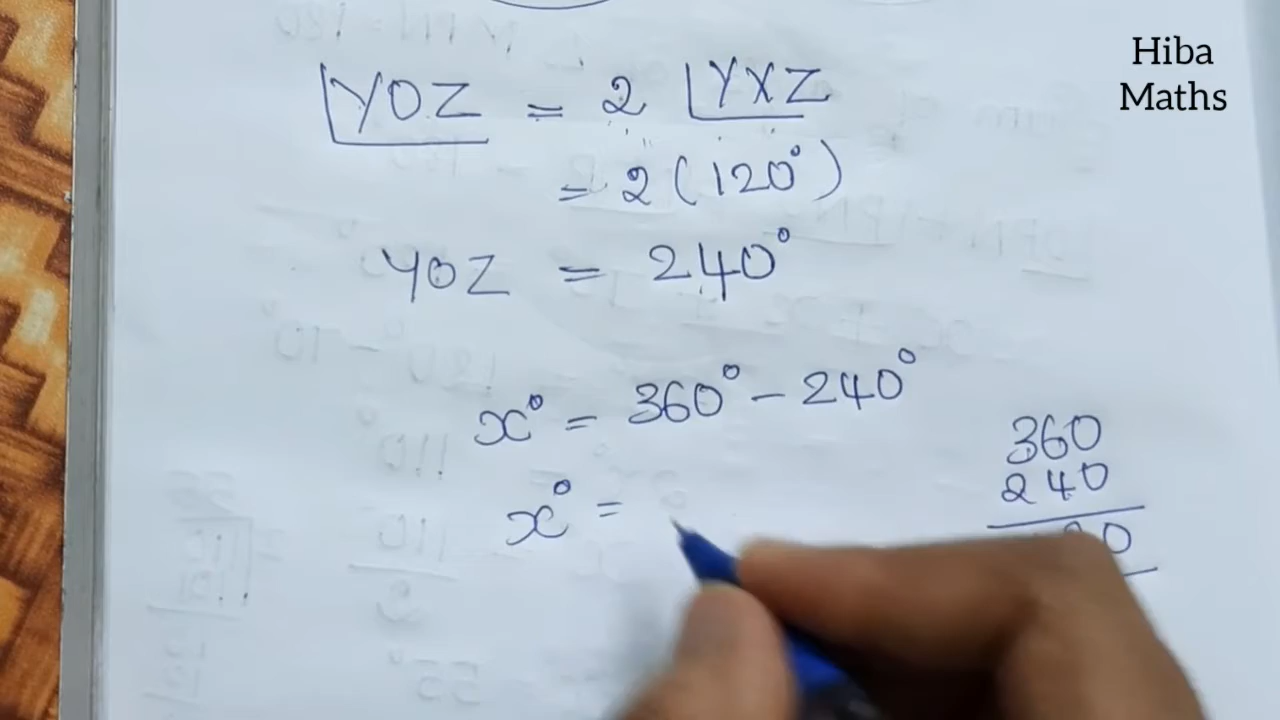 Hiba
Maths
YOZ = 2 YXZ
= 2 (120°)
YOZ = 240°
x° = 360° - 240°
x° =
360
240